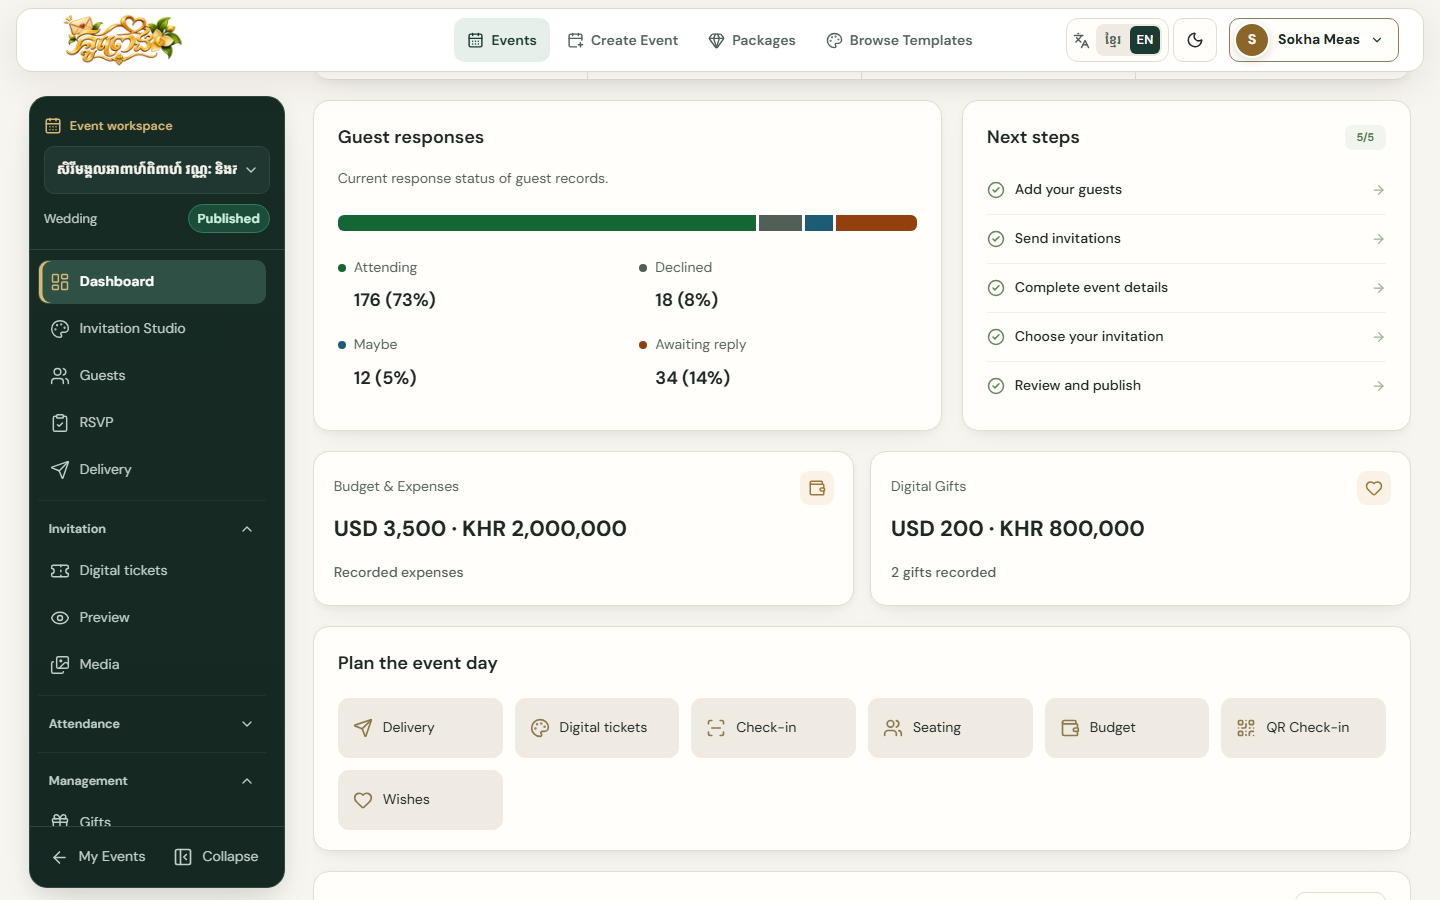 Events
Create Event
Packages
Browse Templates
ខ្មែរ
EN
S
Sokha Meas
Event workspace
Wedding
Published
Dashboard
Invitation Studio
Guests
RSVP
Delivery
Invitation
Digital tickets
Preview
Media
Attendance
Management
Gifts
My Events
Collapse
Guest responses
Current response status of guest records.
Attending
176 (73%)
Declined
18 (8%)
Maybe
12 (5%)
Awaiting reply
34 (14%)
Next steps
5/5
Add your guests
Send invitations
Complete event details
Choose your invitation
Review and publish
Budget & Expenses
USD 3,500 · KHR 2,000,000
Recorded expenses
Digital Gifts
USD 200 · KHR 800,000
2 gifts recorded
Plan the event day
Delivery
Digital tickets
Check-in
Seating
Budget
QR Check-in
Wishes